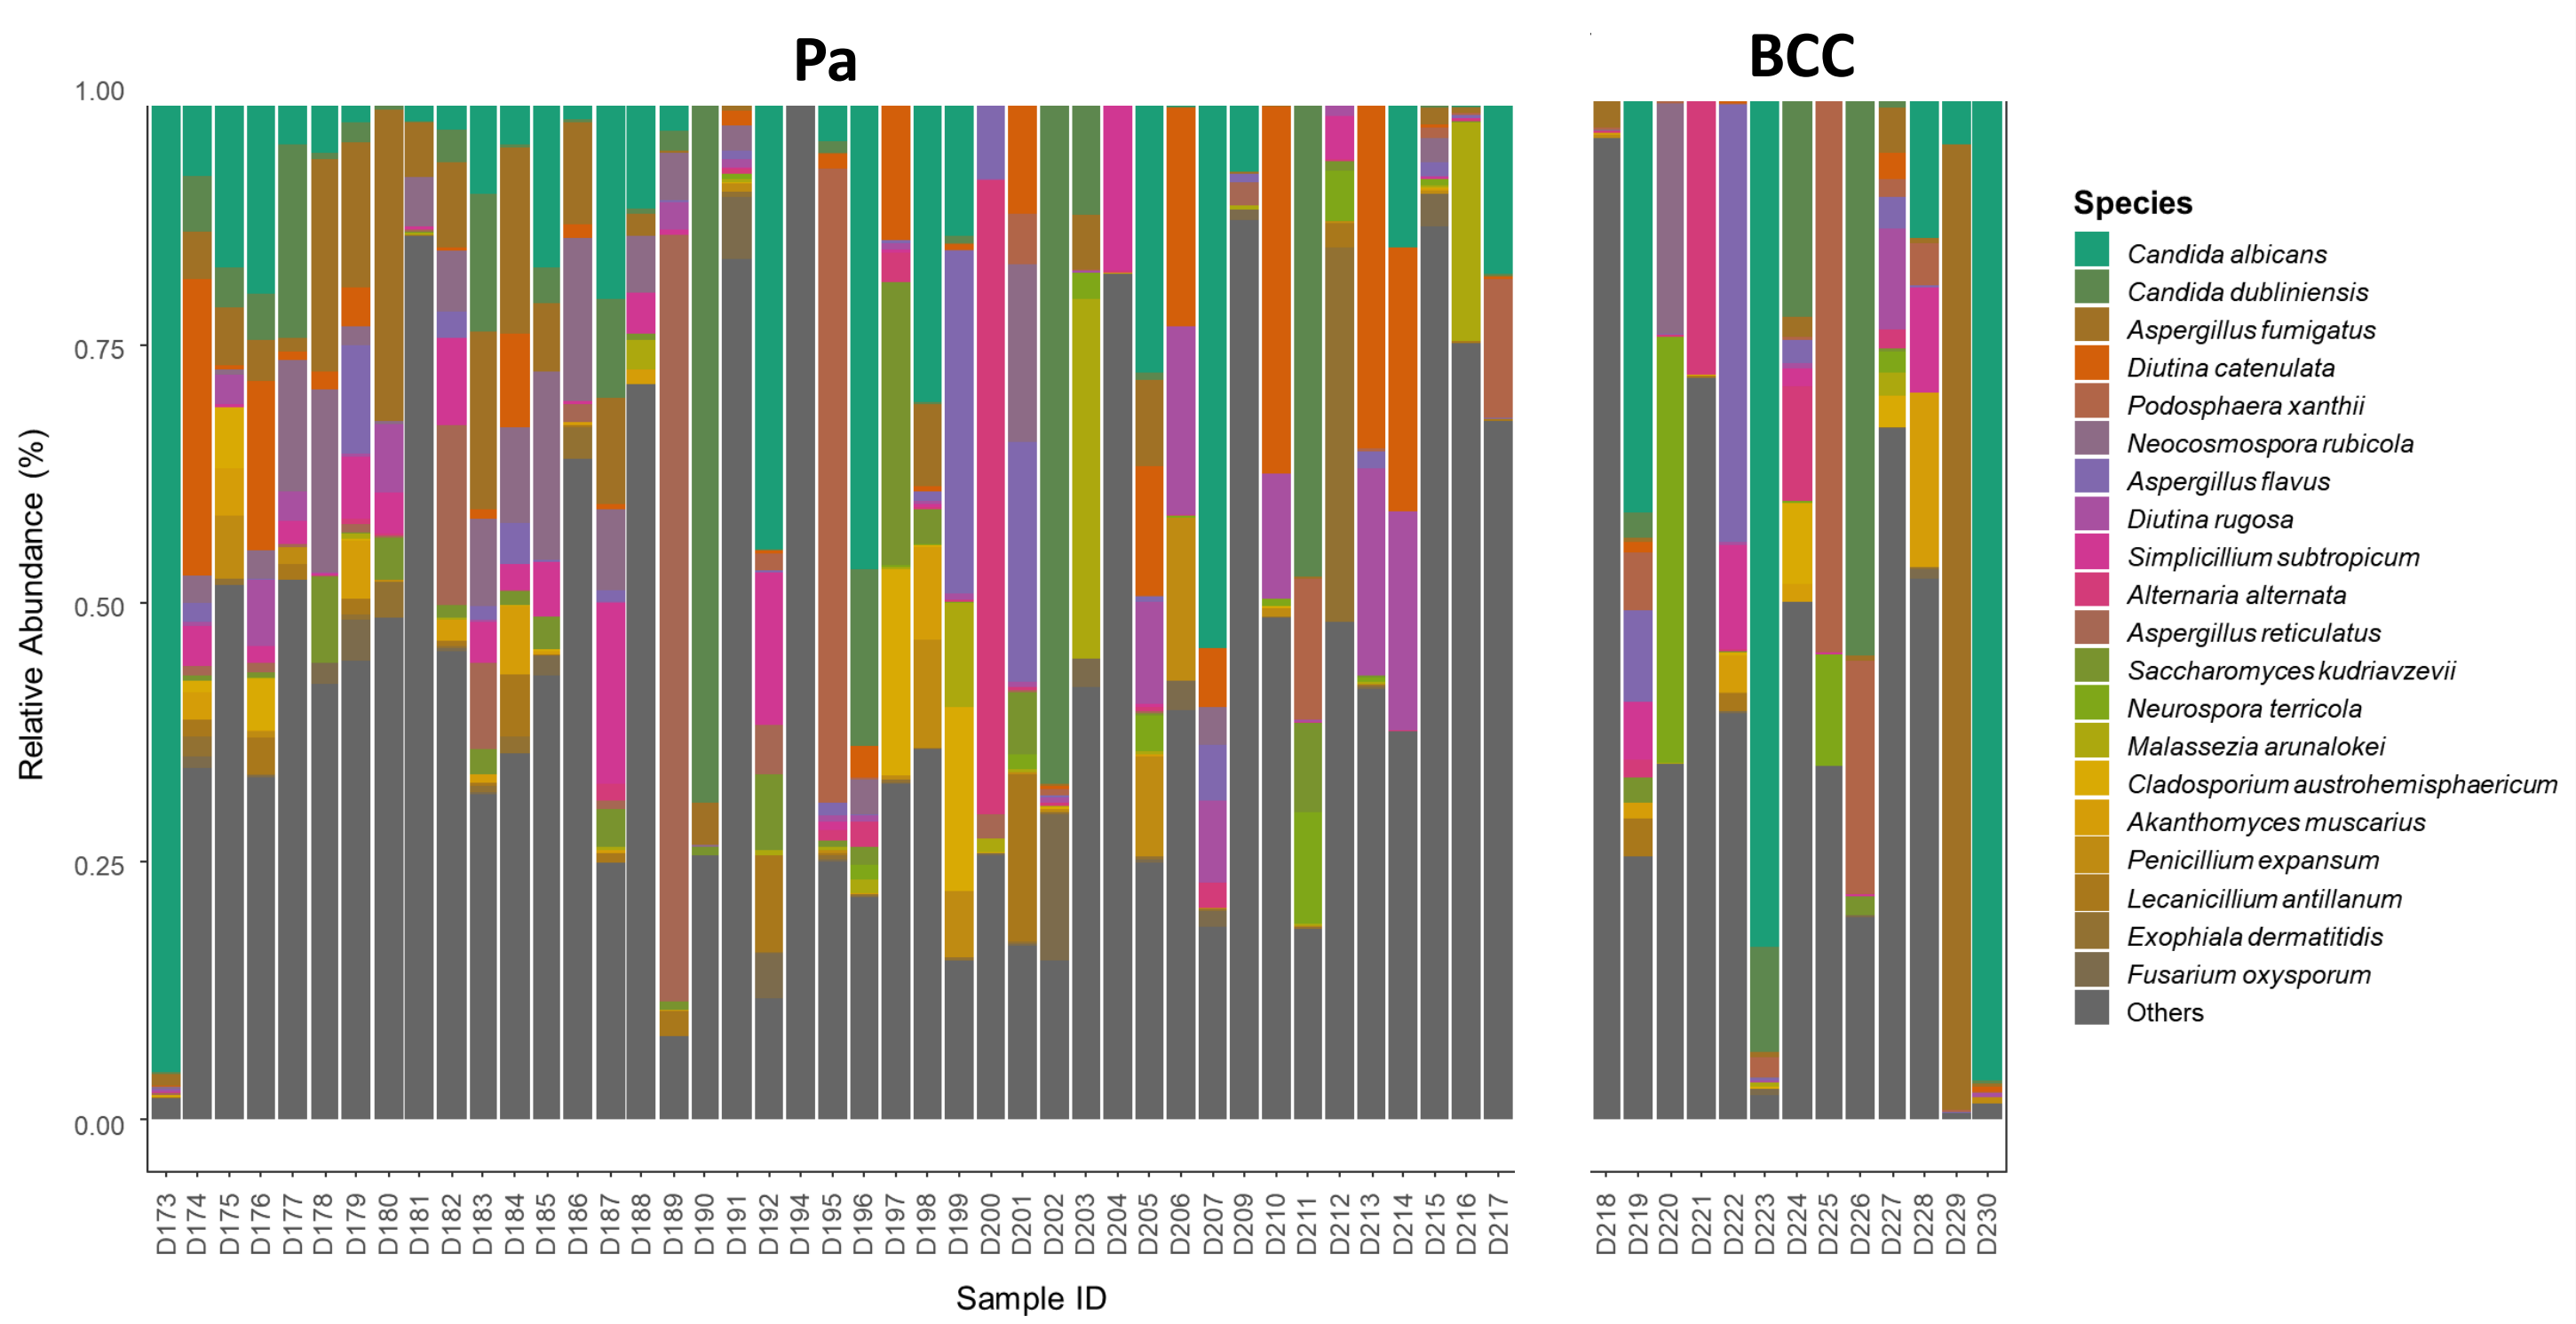 Pa
BCC
1.00
0.75
0.50
0.25
0.00
Relative Abundance (%)
D173 D174 D175 D176 D177 D178 D179 D180 D181 D182 D183 D184 D185 D186 D187 D188 D189 D190 D191 D192 D194 D195 D196 D197 D198 D199 D200 D201 D202 D203 D204 D205 D206 D207 D209 D210 D211 D212 D213 D214 D215 D216 D217
D218 D219 D220 D221 D222 D223 D224 D225 D226 D227 D228 D229 D230
Sample ID
Species
Candida albicans
Candida dubliniensis
Aspergillus fumigatus
Diutina catenulata
Podosphaera xanthii
Neocosmospora rubicola
Aspergillus flavus
Diutina rugosa
Simplicillium subtropicum
Alternaria alternata
Aspergillus reticulatus
Saccharomyces kudriavzevii
Neurospora terricola
Malassezia arunalokei
Cladosporium austrohemisphaericum
Akanthomyces muscarius
Penicillium expansum
Lecanicillium antillanum
Exophiala dermatitidis
Fusarium oxysporum
Others